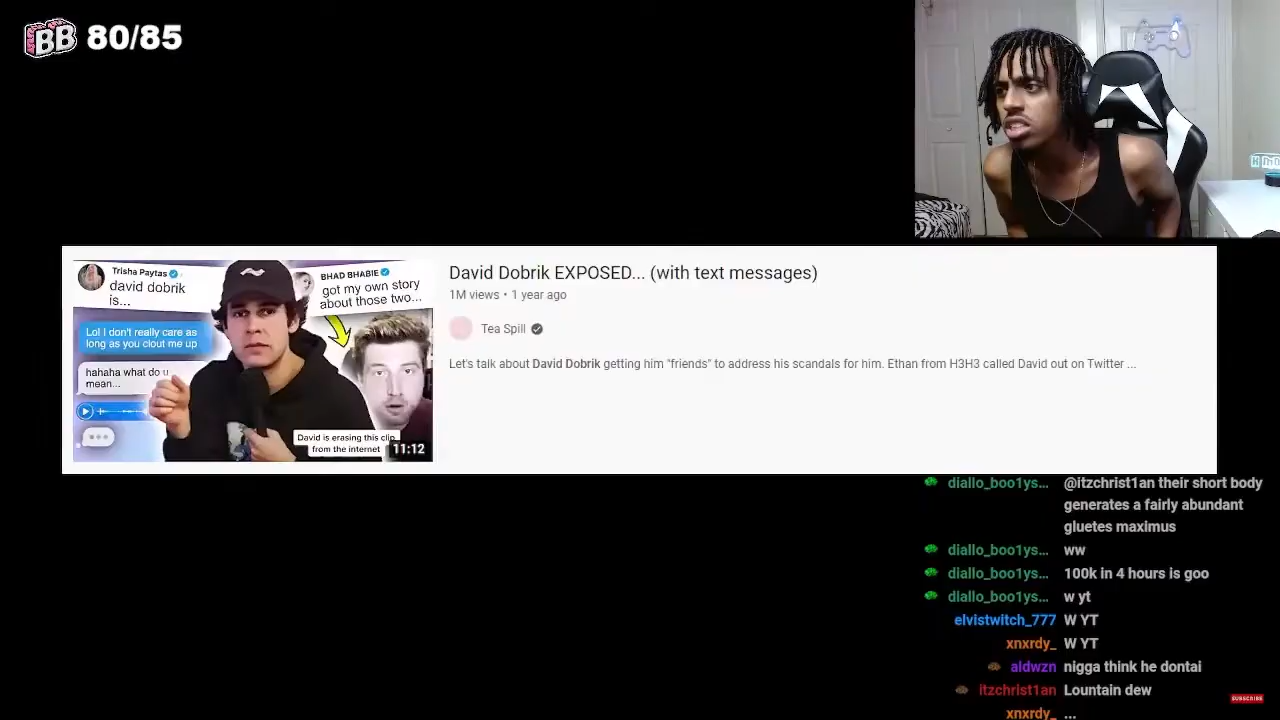 BB 80/85
Trisha Paytas
david dobrik
is...
BHAD BHABIE
got my own story
about those two...
Lol I don't really care as
long as you clout me up
hahaha what do u
mean...
David is erasing this clip
from the internet
11:12
David Dobrik EXPOSED... (with text messages)
1M views • 1 year ago
Tea Spill
Let's talk about David Dobrik getting him "friends" to address his scandals for him. Ethan from H3H3 called David out on Twitter ...
diallo_boo1ys... @itzchrist1an their short body
generates a fairly abundant
gluetes maximus
diallo_boo1ys... ww
diallo_boo1ys... 100k in 4 hours is goo
diallo_boo1ys... w yt
elvistwitch_777 W YT
xnxrdy_ W YT
aldwzn nigga think he dontai
itzchrist1an Lountain dew
xnxrdy_ ...
SUBSCRIBE